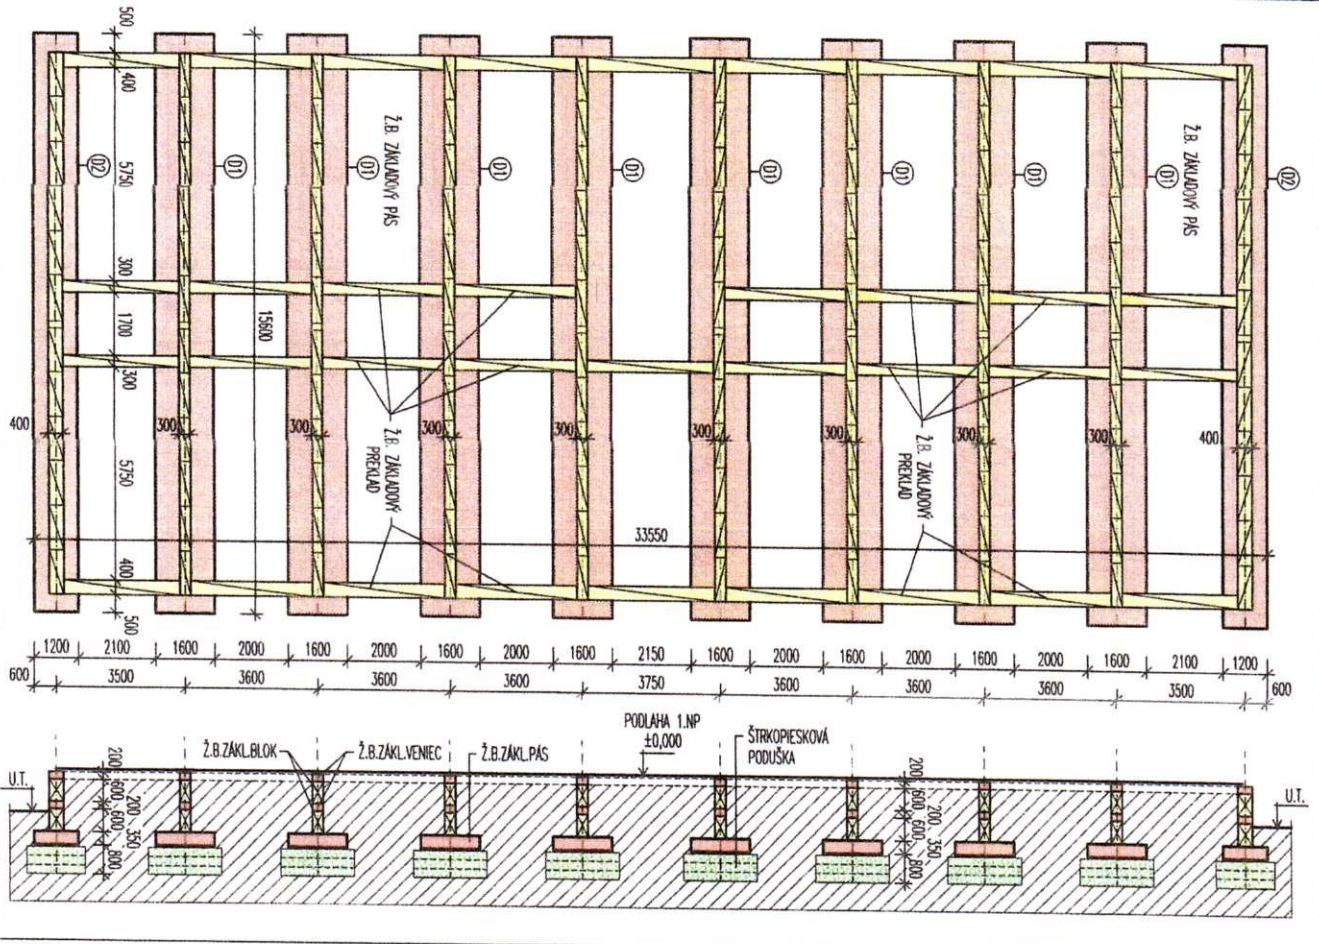 500
400
5750
300
1700
300
5750
400
500
15600
D2
D1
D1
D1
D1
D1
D1
D1
D1
D2
Ž.B. ZÁKLADOVÝ PÁS
Ž.B. ZÁKLADOVÝ PÁS
400
300
300
300
300
300
300
300
300
400
Ž.B. ZÁKLADOVÝ
PREKLAD
Ž.B. ZÁKLADOVÝ
PREKLAD
33550
1200 2100 1600 2000 1600 2000 1600 2000 1600 2150 1600 2000 1600 2000 1600 2000 1600 2100 1200
600 3500 3600 3600 3600 3750 3600 3600 3600 3500 600
PODLAHA 1.NP
±0,000
Ž.B.ZÁKL.BLOK
Ž.B.ZÁKL.VENIEC
Ž.B.ZÁKL.PÁS
ŠTRKOPIESKOVÁ
PODUŠKA
U.T.
U.T.
200
600
200
600
350
800
200
600
200
600
350
800